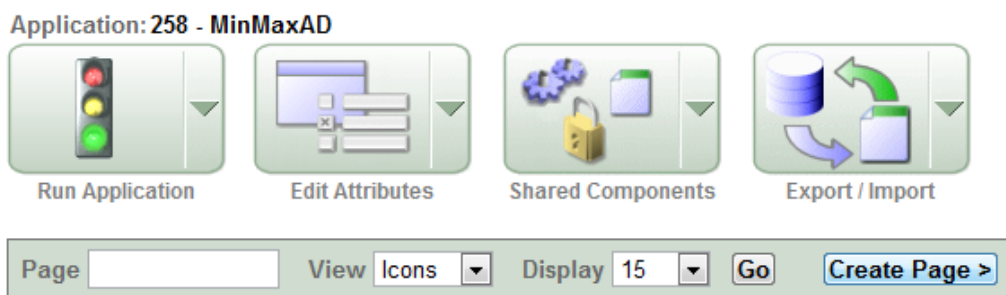 Application: 258 - MinMaxAD
Run Application Edit Attributes Shared Components Export / Import
Page View Icons Display 15 Go Create Page >